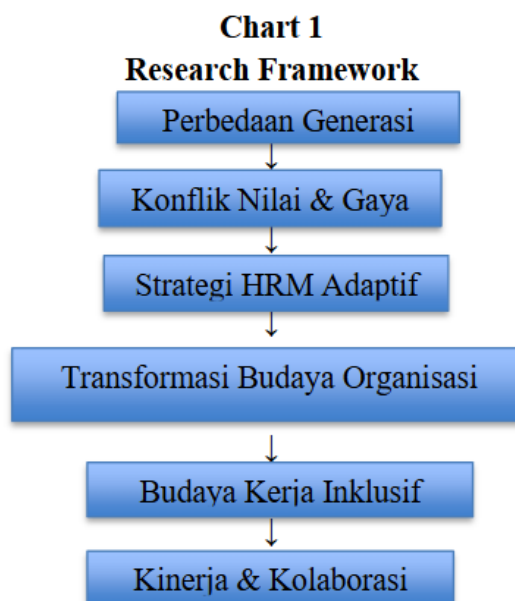 Chart 1
Research Framework
Perbedaan Generasi
↓
Konflik Nilai & Gaya
↓
Strategi HRM Adaptif
↓
Transformasi Budaya Organisasi
↓
Budaya Kerja Inklusif
↓
Kinerja & Kolaborasi